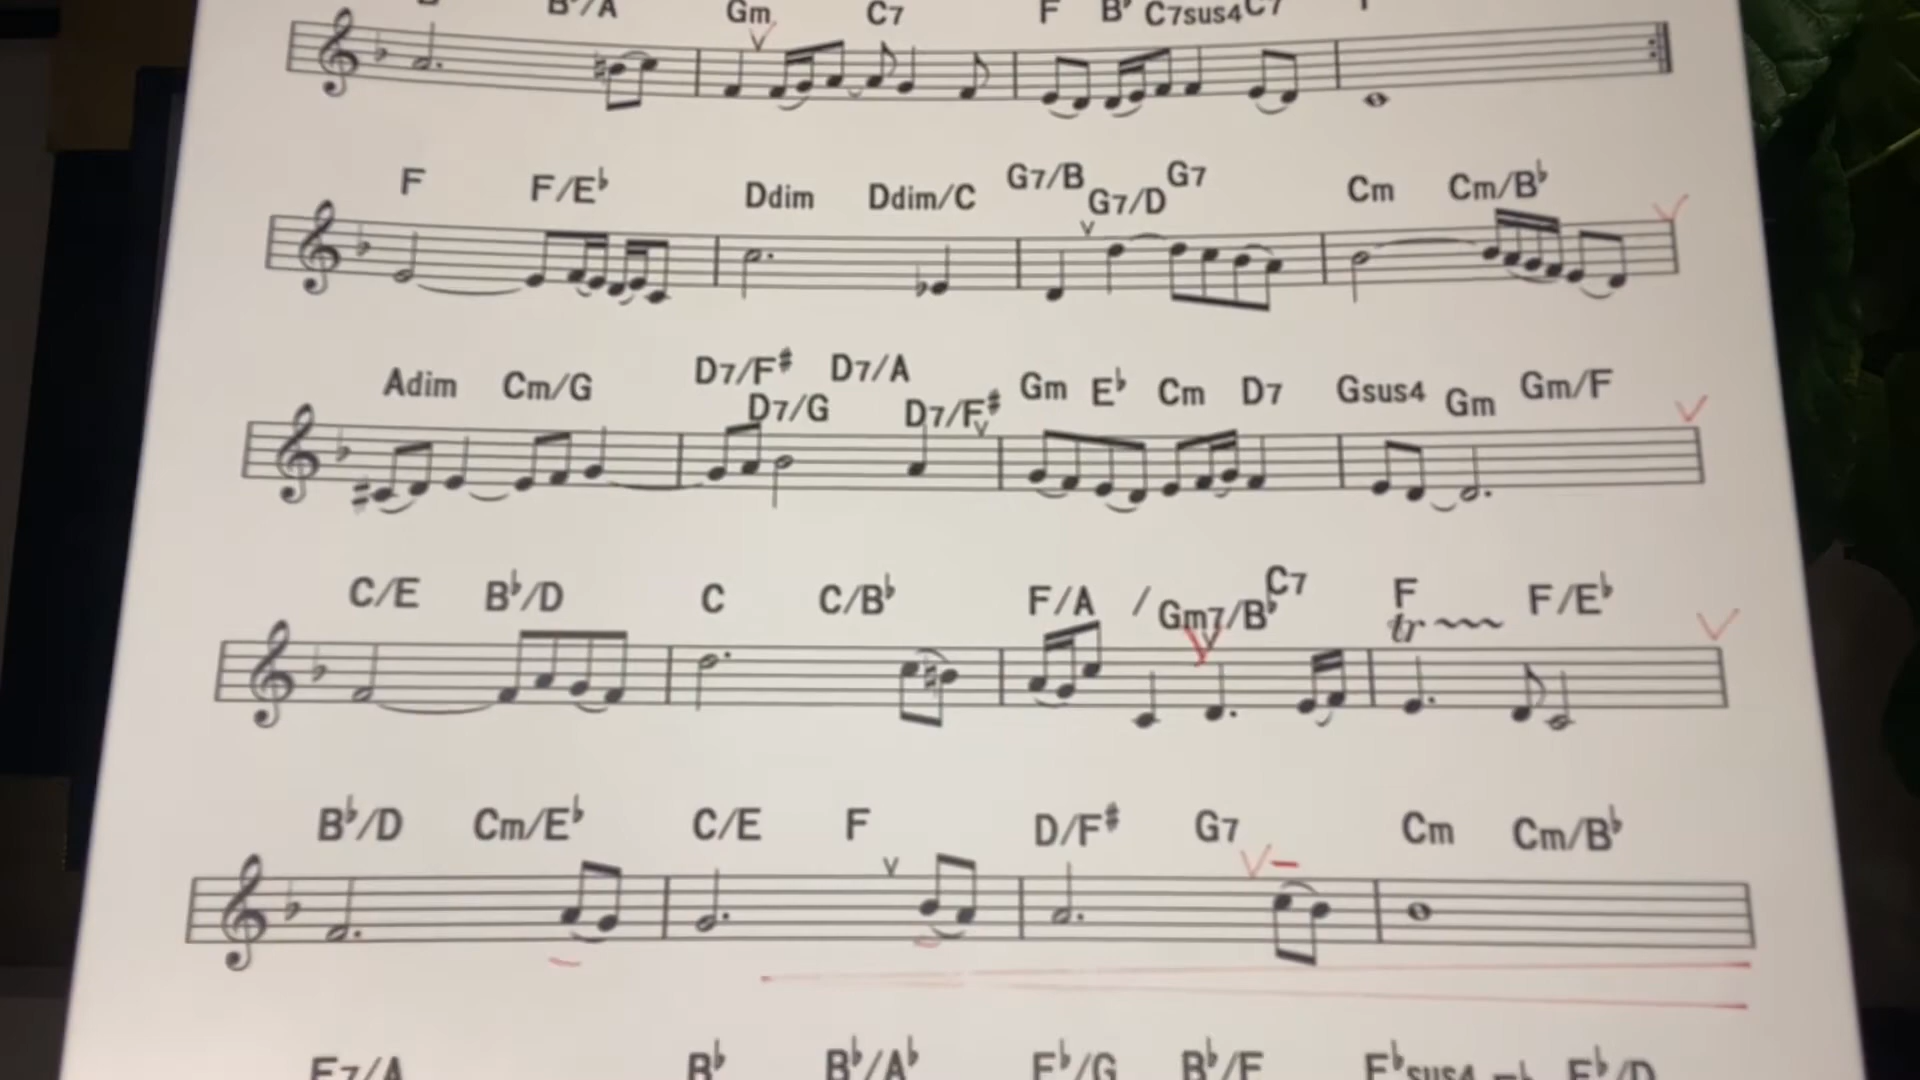 B♭/A Gm C7 F B♭ C7sus4 C7
F F/E♭ Ddim Ddim/C G7/B G7/D G7 Cm Cm/B♭
Adim Cm/G D7/F♯ D7/G D7/A D7/F♯ Gm E♭ Cm D7 Gsus4 Gm Gm/F
C/E B♭/D C C/B♭ F/A / Gm7/B♭ C7 F F/E♭
tr
B♭/D Cm/E♭ C/E F D/F♯ G7 Cm Cm/B♭
B♭ B♭/A♭ E♭/G B♭/F E♭sus4 E♭/D